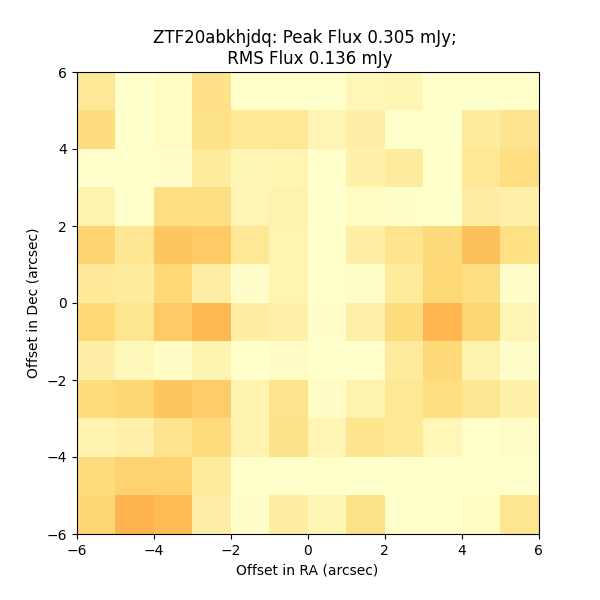 ZTF20abkhjdq: Peak Flux 0.305 mJy;
RMS Flux 0.136 mJy
6
4
2
0
−2
−4
−6
Offset in Dec (arcsec)
−6 −4 −2 0 2 4 6
Offset in RA (arcsec)